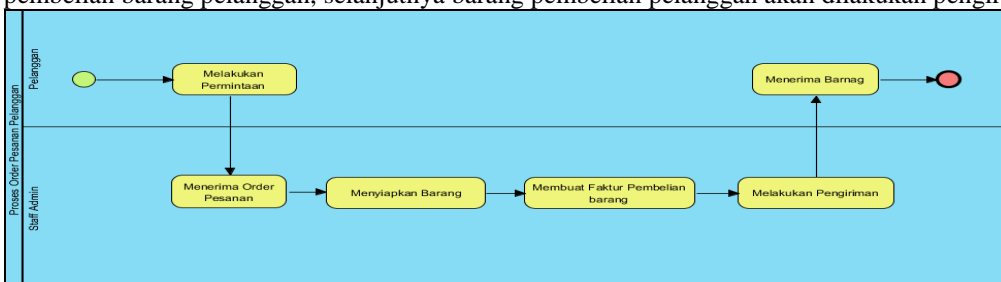 pembelian barang pelanggan, selanjutnya barang pembelian pelanggan akan dilakukan
Proses Order Pesanan Pelanggan
Pelanggan
Melakukan
Permintaan
Menerima Barnag
Staff Admin
Menerima Order
Pesanan
Menyiapkan Barang
Membuat Faktur Pembelian
barang
Melakukan Pengiriman